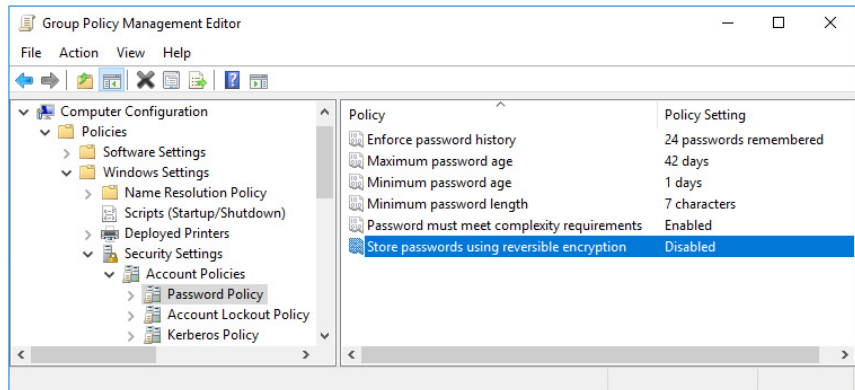 Group Policy Management Editor
File Action View Help
Computer Configuration
Policies
Software Settings
Windows Settings
Name Resolution Policy
Scripts (Startup/Shutdown)
Deployed Printers
Security Settings
Account Policies
Password Policy
Account Lockout Policy
Kerberos Policy
Policy Policy Setting
Enforce password history 24 passwords remembered
Maximum password age 42 days
Minimum password age 1 days
Minimum password length 7 characters
Password must meet complexity requirements Enabled
Store passwords using reversible encryption Disabled